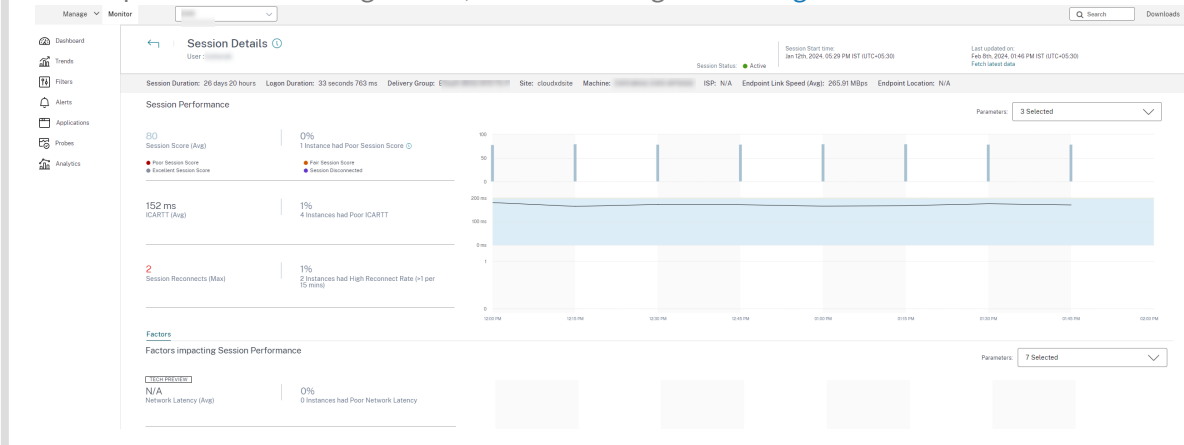 Manage Monitor
Search
Downloads
Dashboard
Trends
Filters
Alerts
Applications
Probes
Analytics
Session Details
User :
Session Status: Active
Session Start time:
Jan 12th, 2024, 05:29 PM IST (UTC+05:30)
Last updated on:
Feb 8th, 2024, 01:46 PM IST (UTC+05:30)
Fetch latest data
Session Duration: 26 days 20 hours Logon Duration: 33 seconds 763 ms Delivery Group: Site: cloudxdsite Machine: ISP: N/A Endpoint Link Speed (Avg): 265.91 MBps Endpoint Location: N/A
Session Performance
Parameters: 3 Selected
80
Session Score (Avg)
0%
1 Instance had Poor Session Score
Poor Session Score
Fair Session Score
Excellent Session Score
Session Disconnected
100
50
0
152 ms
ICARTT (Avg)
1%
4 Instances had Poor ICARTT
200 ms
100 ms
0 ms
2
Session Reconnects (Max)
1%
2 Instances had High Reconnect Rate (>1 per
15 mins)
1
0
12:00 PM 12:15 PM 12:30 PM 12:45 PM 01:00 PM 01:15 PM 01:30 PM 01:45 PM 02:00 PM
Factors
Factors impacting Session Performance
Parameters: 7 Selected
TECH PREVIEW
N/A
Network Latency (Avg)
0%
0 Instances had Poor Network Latency